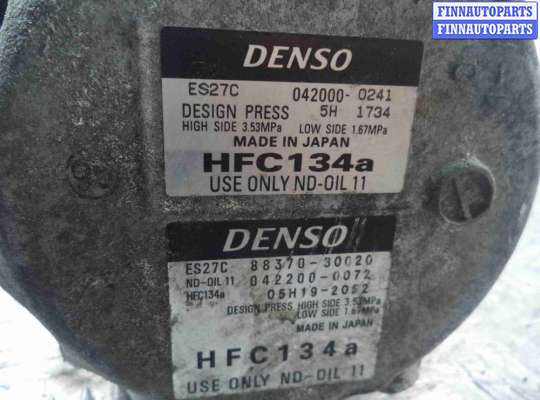 FINNAUTOPARTS
FINNAUTOPARTS
DENSO
ES27C 042000-0241
DESIGN PRESS 5H 1734
HIGH SIDE 3.53MPa LOW SIDE 1.67MPa
MADE IN JAPAN
HFC134a
USE ONLY ND-OIL 11
DENSO
ES27C 88370-30020
ND-OIL 11 042200-0072
HFC134a 05H19-2052
DESIGN PRESS HIGH SIDE 3.53MPa
LOW SIDE 1.67MPa
MADE IN JAPAN
HFC134a
USE ONLY ND-OIL 11